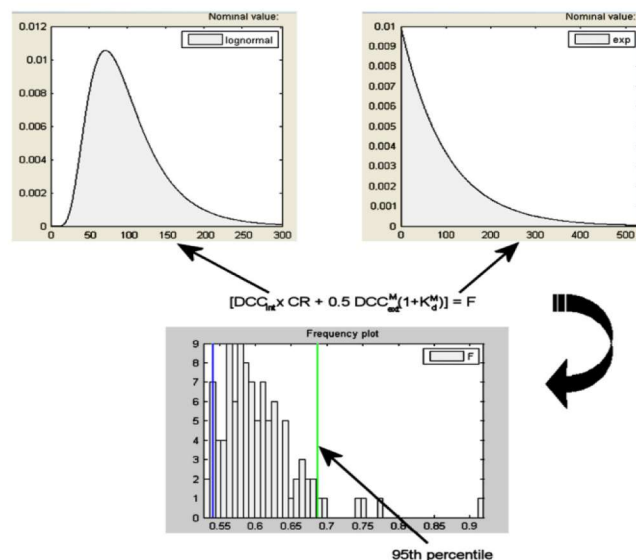 Nominal value:
lognormal
0.012
0.01
0.008
0.006
0.004
0.002
0
0 50 100 150 200 250 300
Nominal value:
exp
0.01
0.009
0.008
0.007
0.006
0.005
0.004
0.003
0.002
0.001
0
0 100 200 300 400 500
[DCC_int x CR + 0.5 DCC^M_ext(1+K^M_d)] = F
Frequency plot
F
9
8
7
6
5
4
3
2
1
0
0.55 0.6 0.65 0.7 0.75 0.8 0.85 0.9
95th percentile